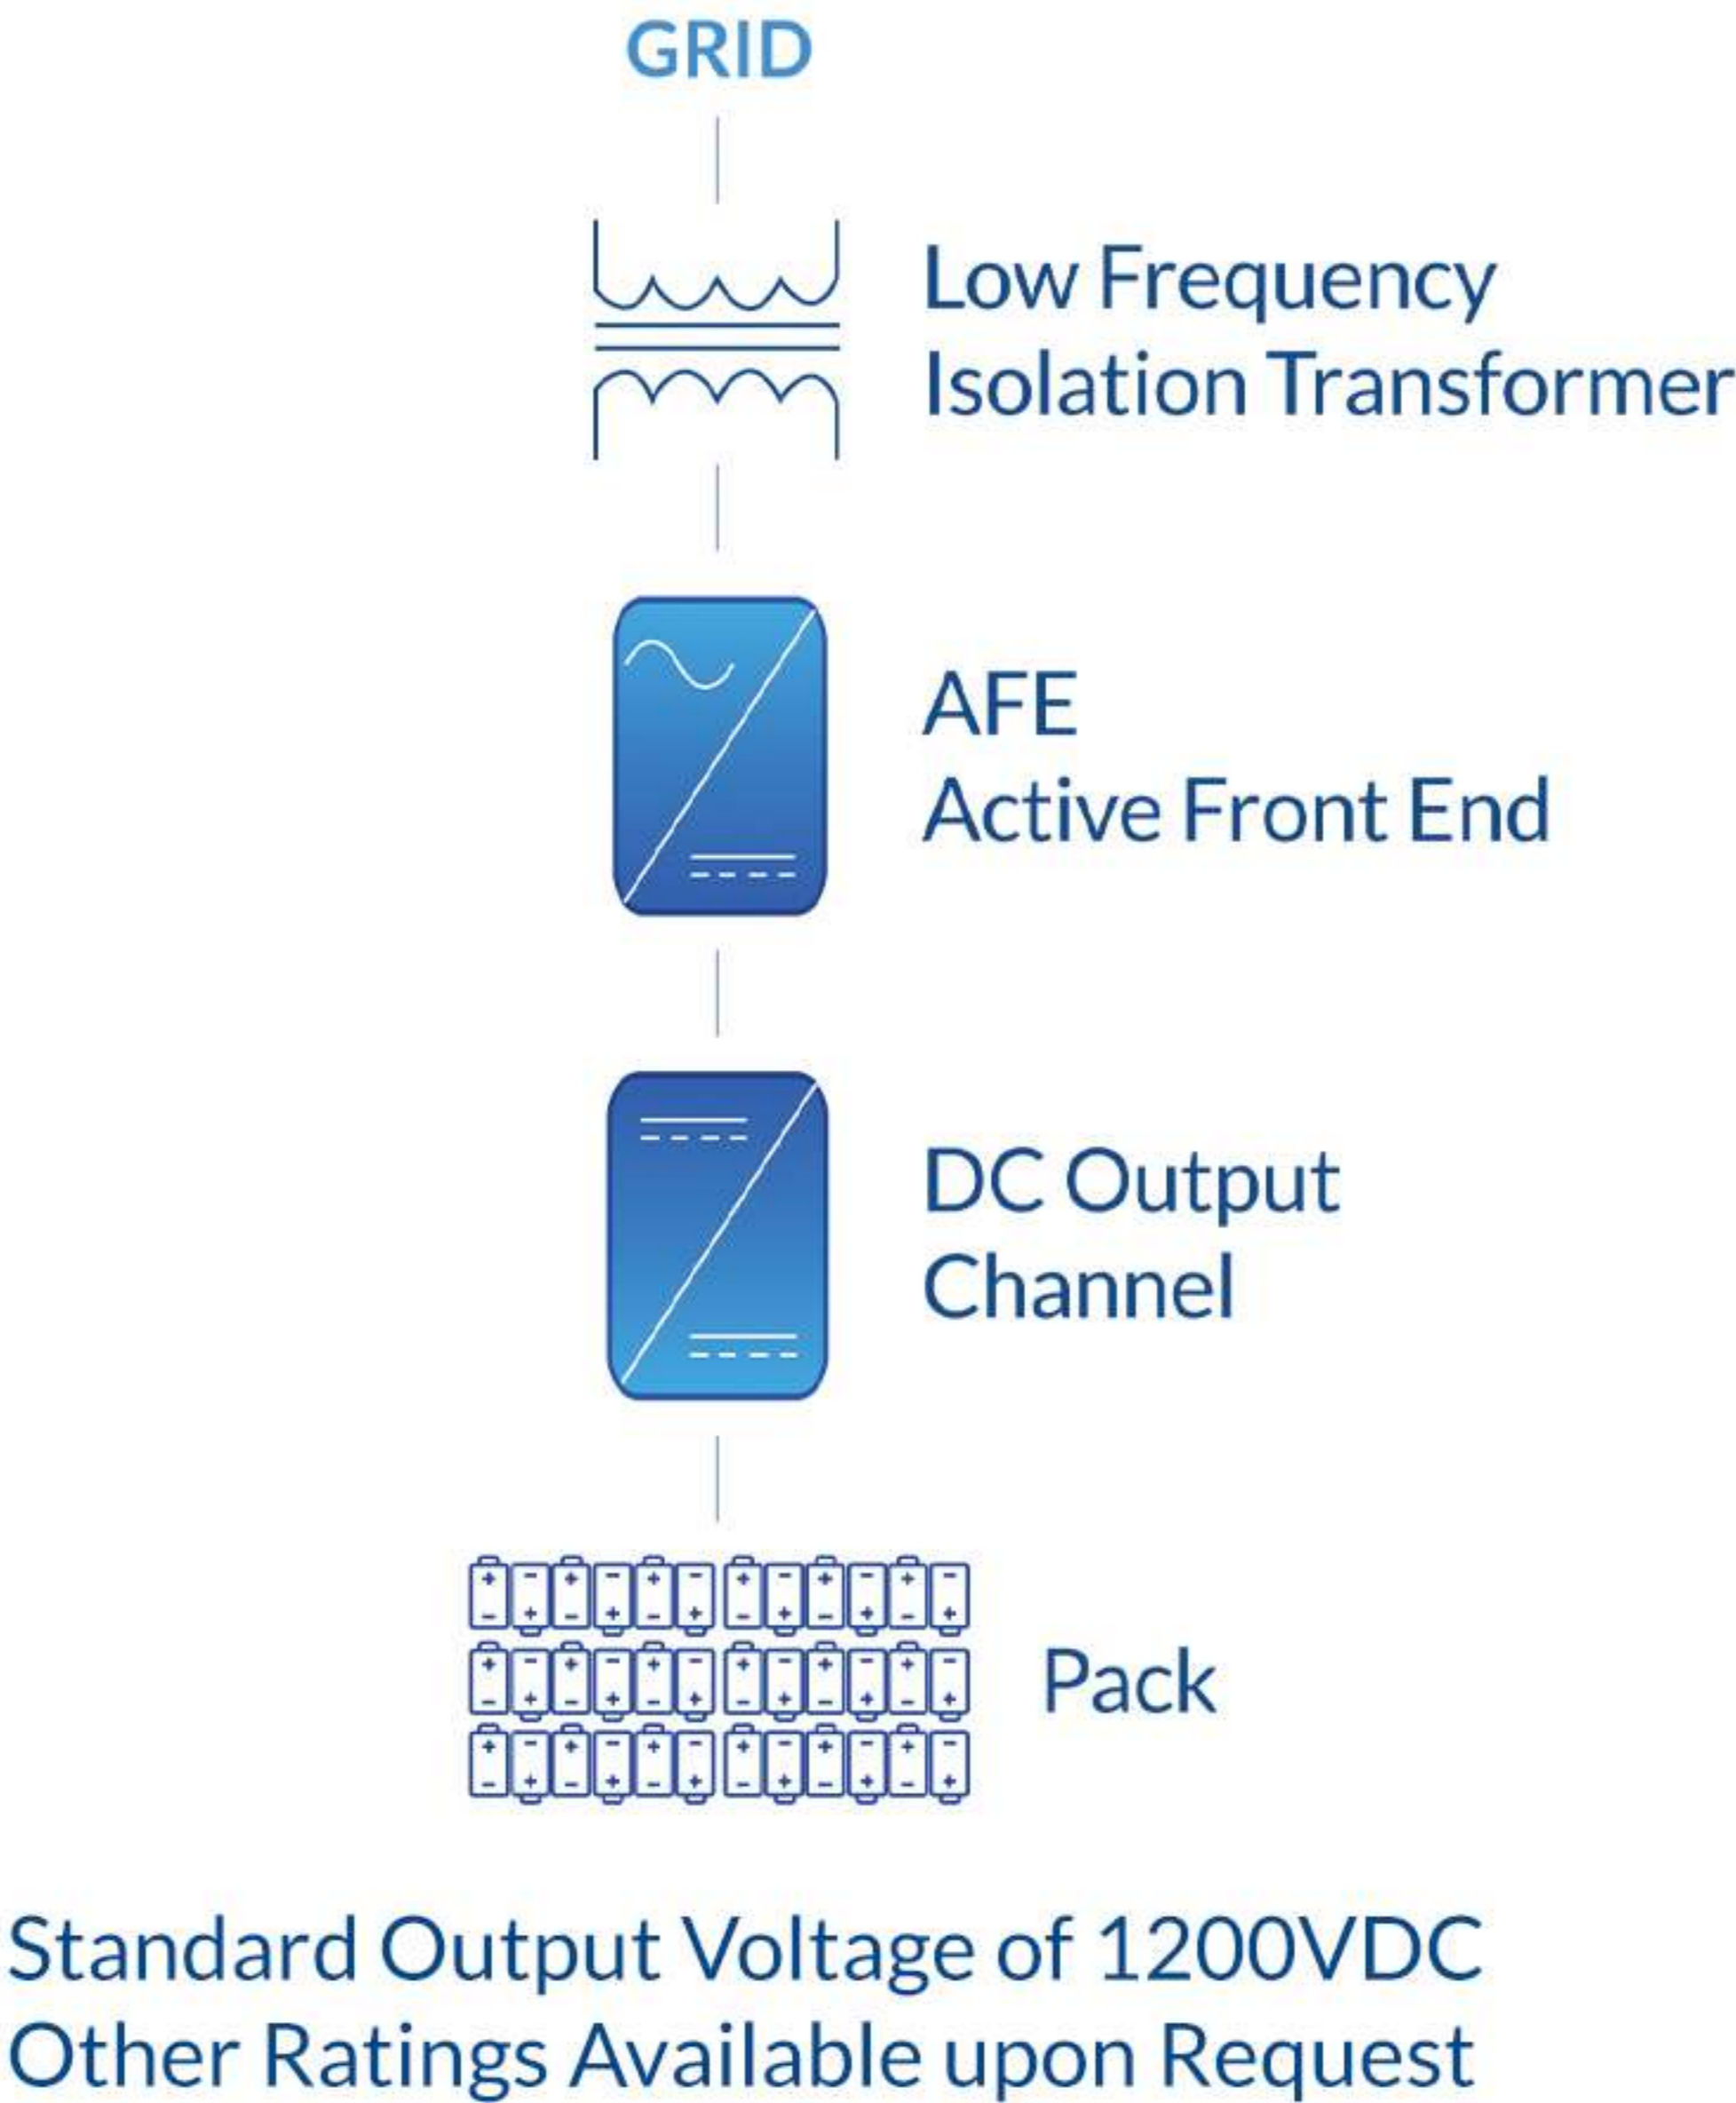 GRID
Low Frequency
Isolation Transformer
AFE
Active Front End
DC Output
Channel
Pack
Standard Output Voltage of 1200VDC
Other Ratings Available upon Request